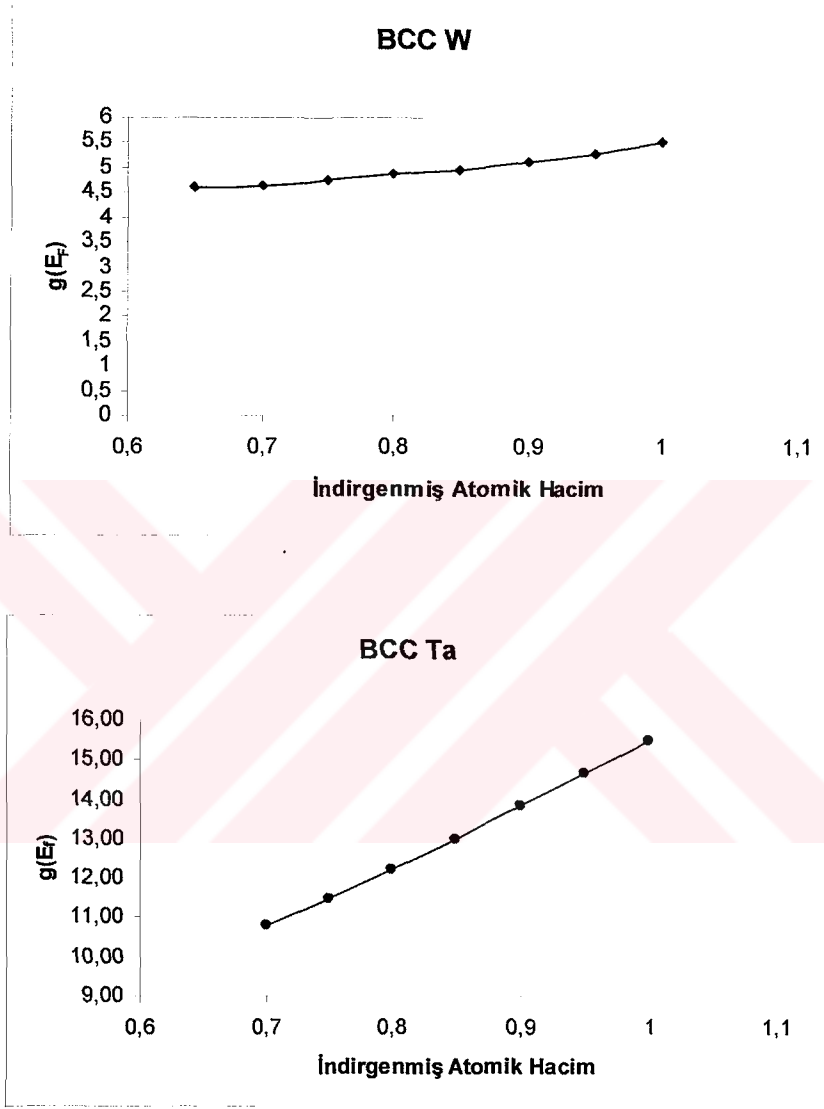 BCC W
6
5,5
5
4,5
4
3,5
3
2,5
2
1,5
1
0,5
0
g(E_F)
0,6 0,7 0,8 0,9 1 1,1
İndirgenmiş Atomik Hacim
BCC Ta
16,00
15,00
14,00
13,00
12,00
11,00
10,00
9,00
g(E_f)
0,6 0,7 0,8 0,9 1 1,1
İndirgenmiş Atomik Hacim